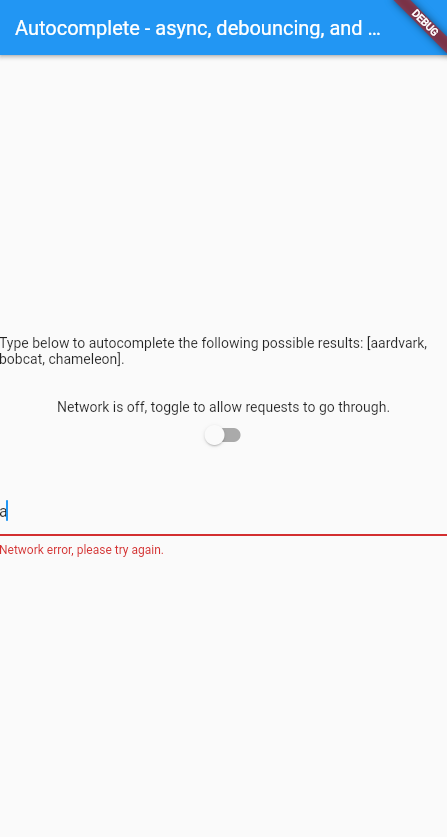 Autocomplete - async, debouncing, and ...
DEBUG
Type below to autocomplete the following possible results: [aardvark,
bobcat, chameleon].
Network is off, toggle to allow requests to go through.
a
Network error, please try again.